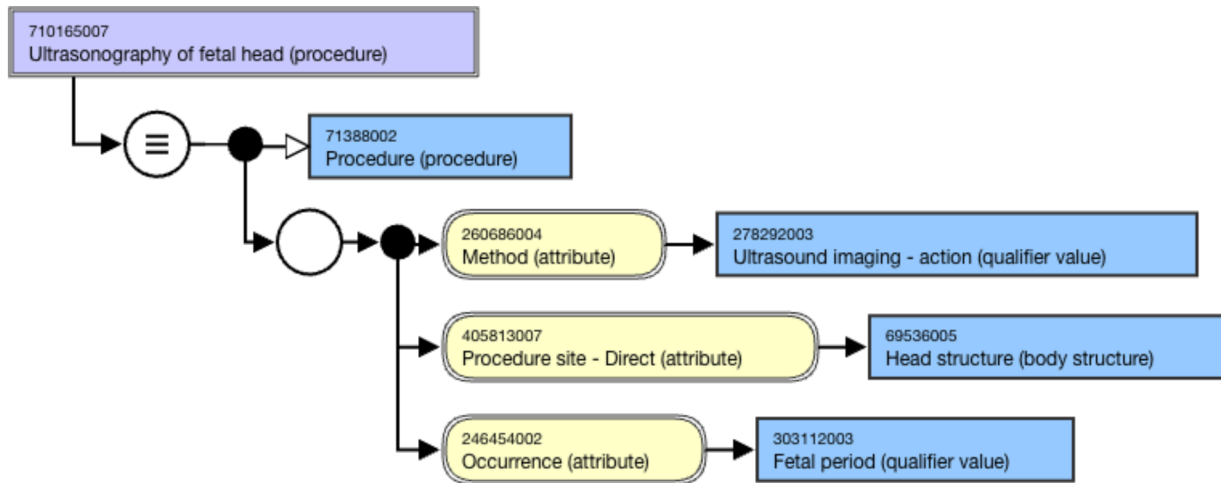 710165007
Ultrasonography of fetal head (procedure)
71388002
Procedure (procedure)
260686004
Method (attribute)
278292003
Ultrasound imaging - action (qualifier value)
405813007
Procedure site - Direct (attribute)
69536005
Head structure (body structure)
246454002
Occurrence (attribute)
303112003
Fetal period (qualifier value)